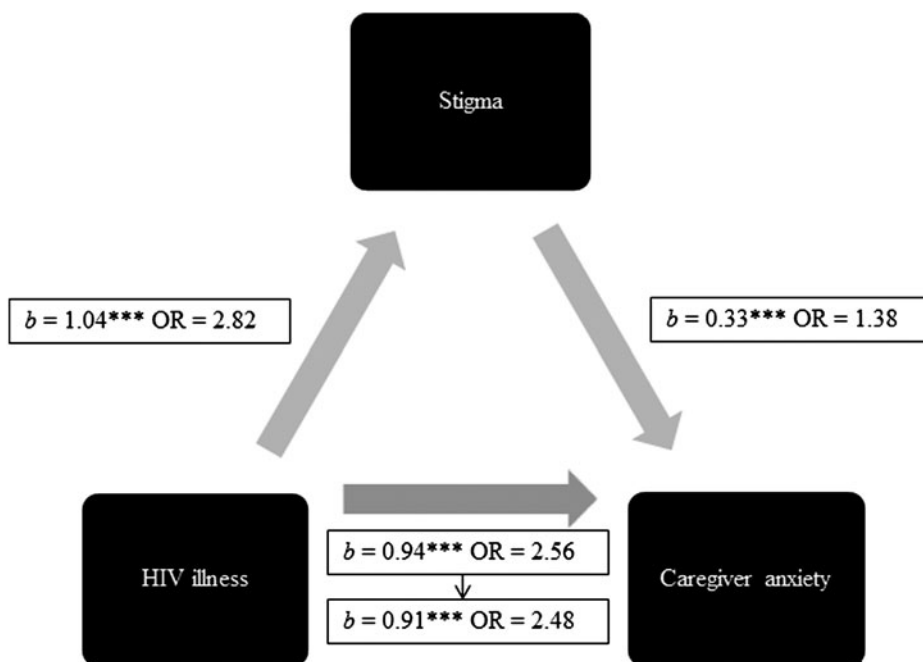 Stigma
b = 1.04*** OR = 2.82
b = 0.33*** OR = 1.38
HIV illness
b = 0.94*** OR = 2.56
b = 0.91*** OR = 2.48
Caregiver anxiety